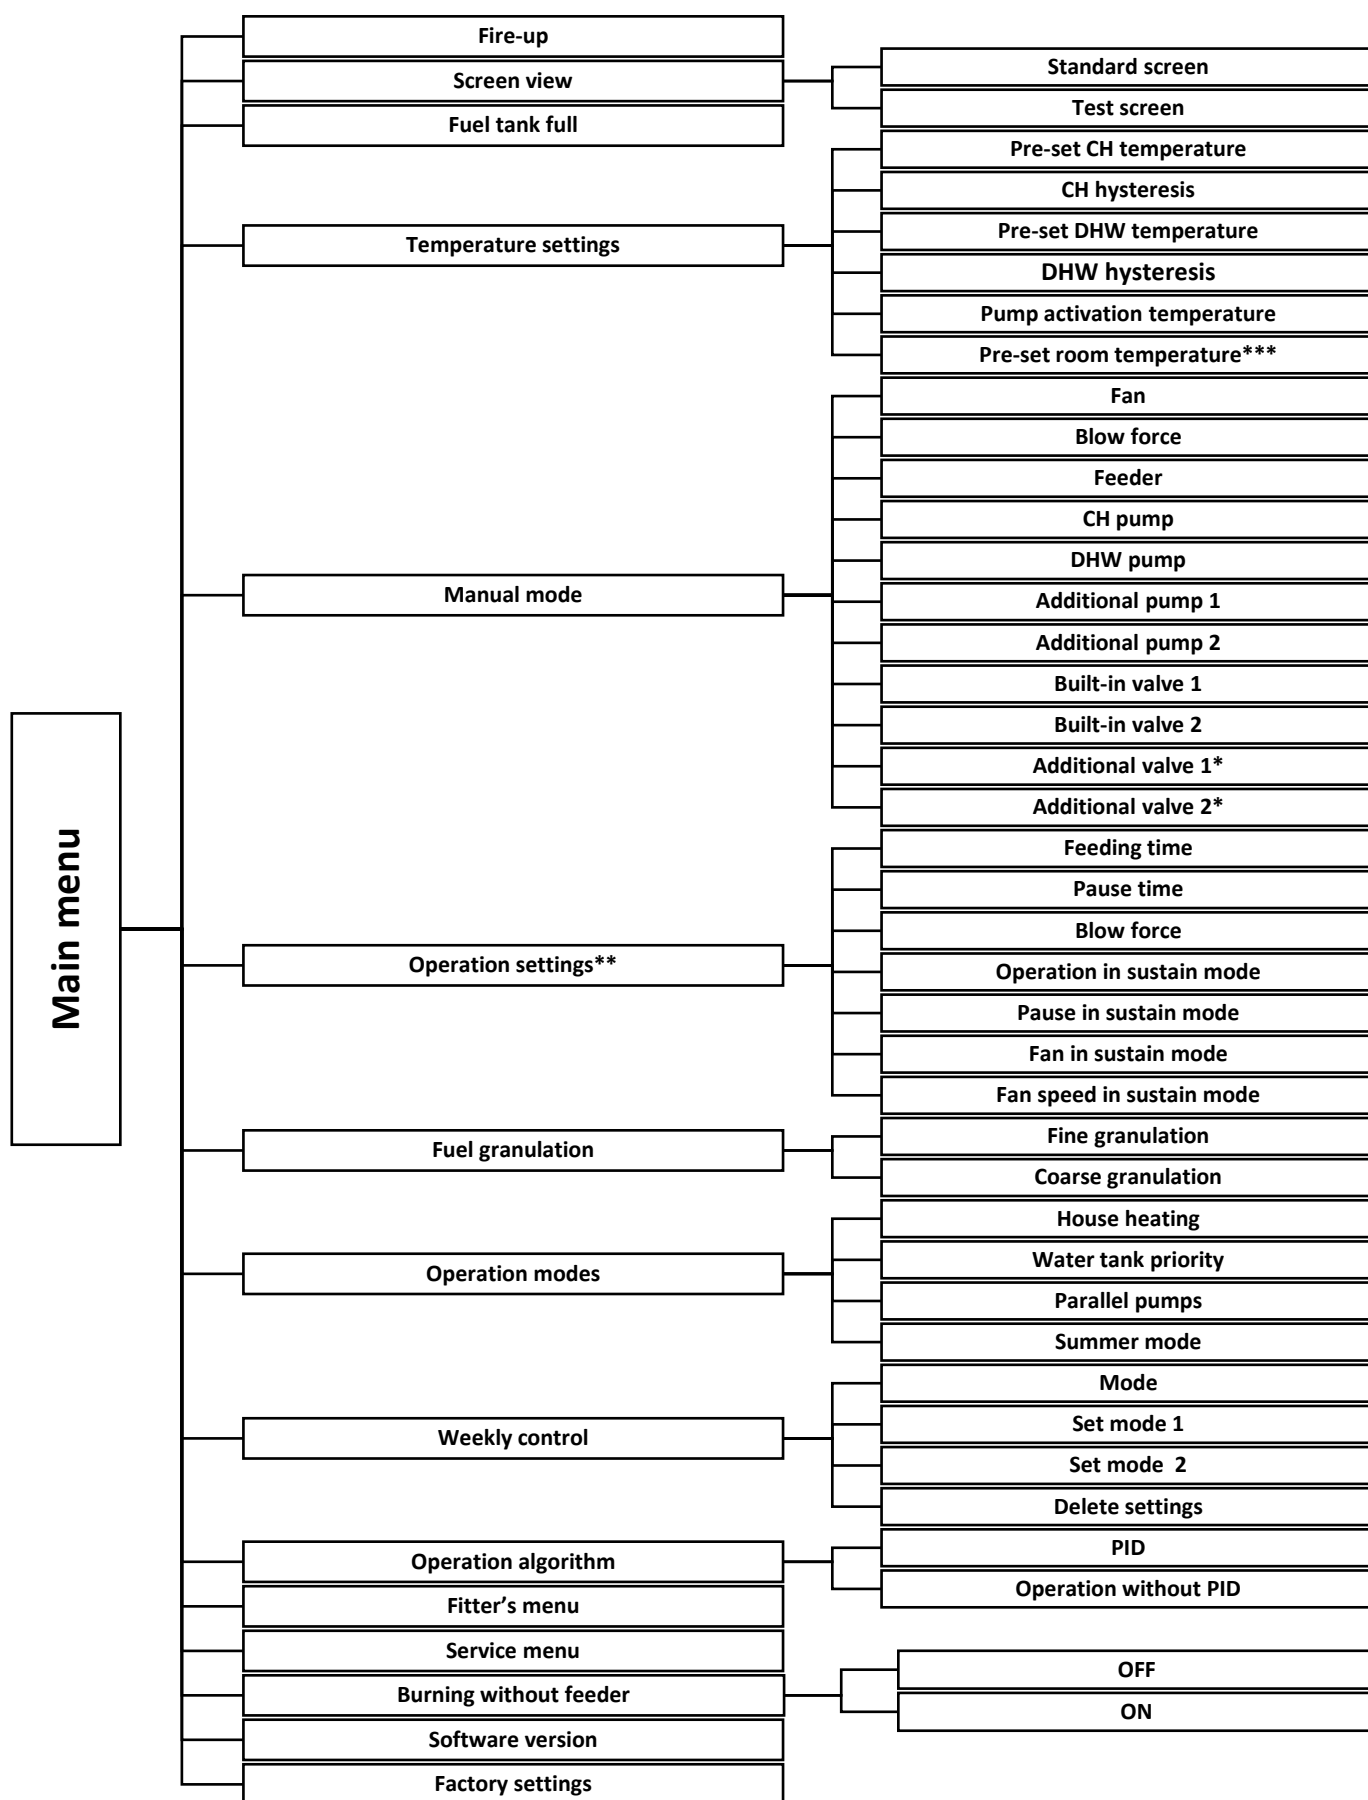 Main menu
Fire-up
Screen view
Standard screen
Test screen
Fuel tank full
Temperature settings
Pre-set CH temperature
CH hysteresis
Pre-set DHW temperature
DHW hysteresis
Pump activation temperature
Pre-set room temperature***
Manual mode
Fan
Blow force
Feeder
CH pump
DHW pump
Additional pump 1
Additional pump 2
Built-in valve 1
Built-in valve 2
Additional valve 1*
Additional valve 2*
Operation settings**
Feeding time
Pause time
Blow force
Operation in sustain mode
Pause in sustain mode
Fan in sustain mode
Fan speed in sustain mode
Fuel granulation
Fine granulation
Coarse granulation
Operation modes
House heating
Water tank priority
Parallel pumps
Summer mode
Weekly control
Mode
Set mode 1
Set mode  2
Delete settings
Operation algorithm
PID
Operation without PID
Fitter’s menu
Service menu
Burning without feeder
OFF
ON
Software version
Factory settings